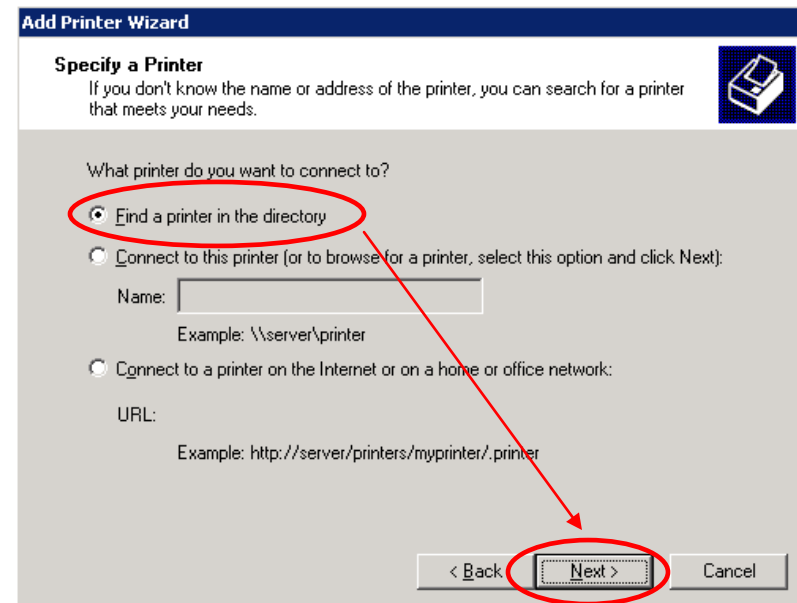 Add Printer Wizard
Specify a Printer
If you don't know the name or address of the printer, you can search for a printer
that meets your needs.
What printer do you want to connect to?
Find a printer in the directory
Connect to this printer (or to browse for a printer, select this option and click Next):
Name:
Example: \\server\printer
Connect to a printer on the Internet or on a home or office network:
URL:
Example: http://server/printers/myprinter/.printer
< Back
Next >
Cancel